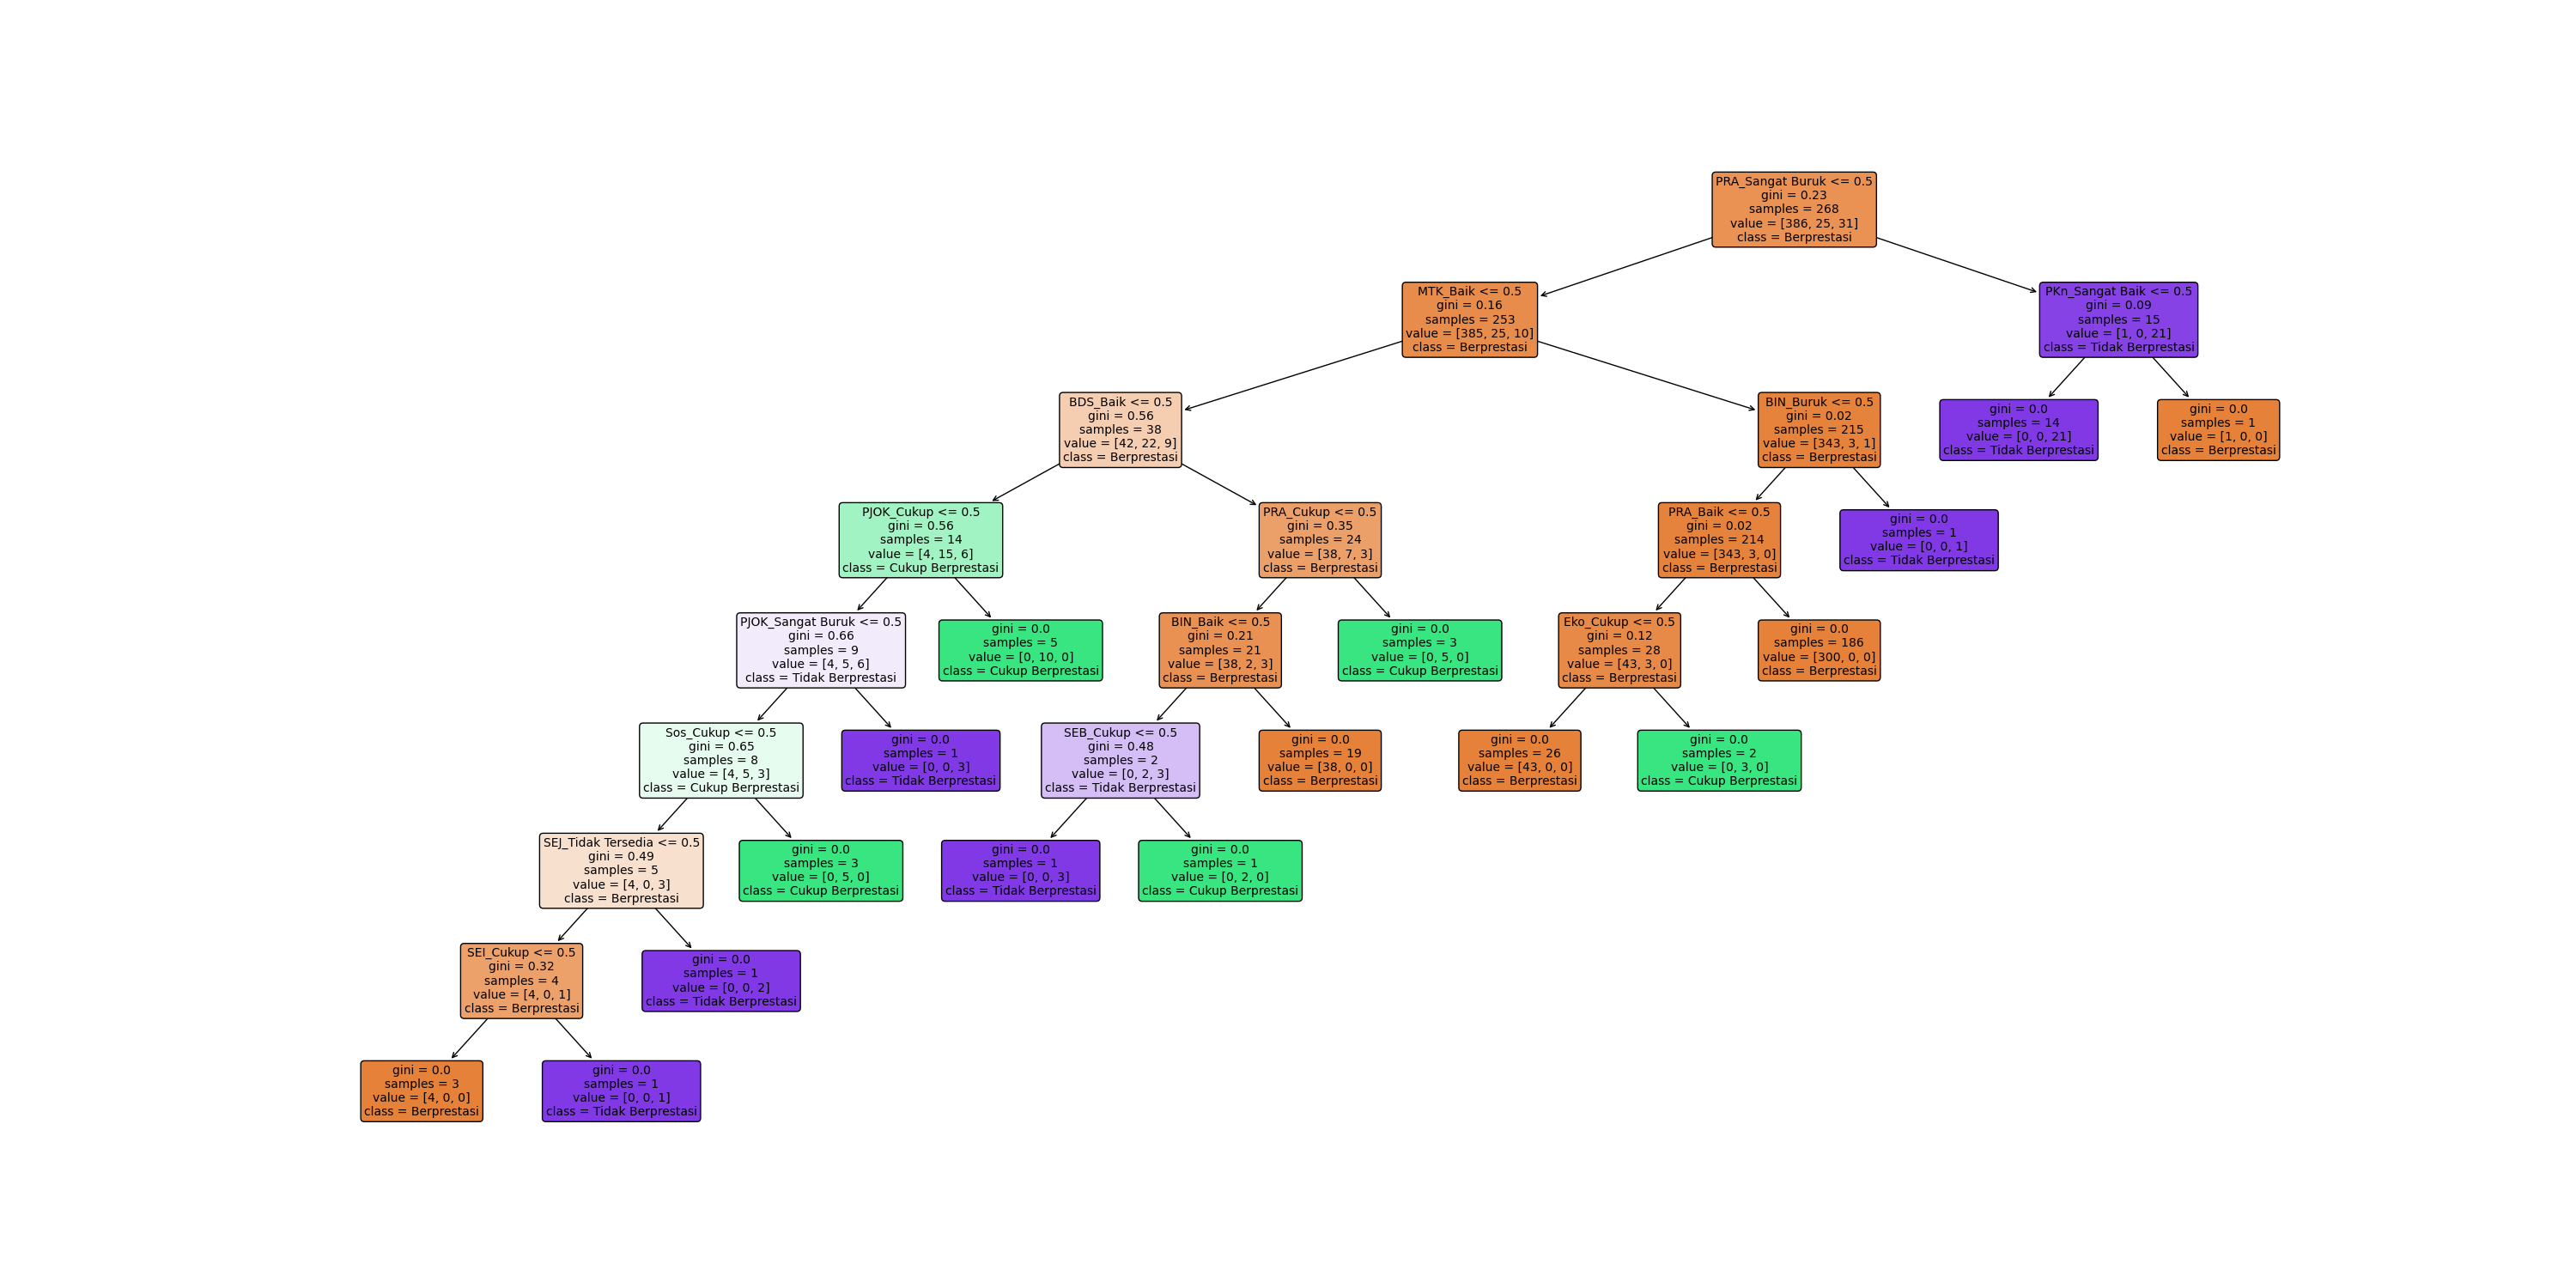 PRA_Sangat Buruk <= 0.5
gini = 0.23
samples = 268
value = [386, 25, 31]
class = Berprestasi
MTK_Baik <= 0.5
gini = 0.16
samples = 253
value = [385, 25, 10]
class = Berprestasi
PKn_Sangat Baik <= 0.5
gini = 0.09
samples = 15
value = [1, 0, 21]
class = Tidak Berprestasi
BDS_Baik <= 0.5
gini = 0.56
samples = 38
value = [42, 22, 9]
class = Berprestasi
BIN_Buruk <= 0.5
gini = 0.02
samples = 215
value = [343, 3, 1]
class = Berprestasi
gini = 0.0
samples = 14
value = [0, 0, 21]
class = Tidak Berprestasi
gini = 0.0
samples = 1
value = [1, 0, 0]
class = Berprestasi
PJOK_Cukup <= 0.5
gini = 0.56
samples = 14
value = [4, 15, 6]
class = Cukup Berprestasi
PRA_Cukup <= 0.5
gini = 0.35
samples = 24
value = [38, 7, 3]
class = Berprestasi
PRA_Baik <= 0.5
gini = 0.02
samples = 214
value = [343, 3, 0]
class = Berprestasi
gini = 0.0
samples = 1
value = [0, 0, 1]
class = Tidak Berprestasi
PJOK_Sangat Buruk <= 0.5
gini = 0.66
samples = 9
value = [4, 5, 6]
class = Tidak Berprestasi
gini = 0.0
samples = 5
value = [0, 10, 0]
class = Cukup Berprestasi
BIN_Baik <= 0.5
gini = 0.21
samples = 21
value = [38, 2, 3]
class = Berprestasi
gini = 0.0
samples = 3
value = [0, 5, 0]
class = Cukup Berprestasi
Eko_Cukup <= 0.5
gini = 0.12
samples = 28
value = [43, 3, 0]
class = Berprestasi
gini = 0.0
samples = 186
value = [300, 0, 0]
class = Berprestasi
Sos_Cukup <= 0.5
gini = 0.65
samples = 8
value = [4, 5, 3]
class = Cukup Berprestasi
gini = 0.0
samples = 1
value = [0, 0, 3]
class = Tidak Berprestasi
SEB_Cukup <= 0.5
gini = 0.48
samples = 2
value = [0, 2, 3]
class = Tidak Berprestasi
gini = 0.0
samples = 19
value = [38, 0, 0]
class = Berprestasi
gini = 0.0
samples = 26
value = [43, 0, 0]
class = Berprestasi
gini = 0.0
samples = 2
value = [0, 3, 0]
class = Cukup Berprestasi
SEJ_Tidak Tersedia <= 0.5
gini = 0.49
samples = 5
value = [4, 0, 3]
class = Berprestasi
gini = 0.0
samples = 3
value = [0, 5, 0]
class = Cukup Berprestasi
gini = 0.0
samples = 1
value = [0, 0, 3]
class = Tidak Berprestasi
gini = 0.0
samples = 1
value = [0, 2, 0]
class = Cukup Berprestasi
SEI_Cukup <= 0.5
gini = 0.32
samples = 4
value = [4, 0, 1]
class = Berprestasi
gini = 0.0
samples = 1
value = [0, 0, 2]
class = Tidak Berprestasi
gini = 0.0
samples = 3
value = [4, 0, 0]
class = Berprestasi
gini = 0.0
samples = 1
value = [0, 0, 1]
class = Tidak Berprestasi